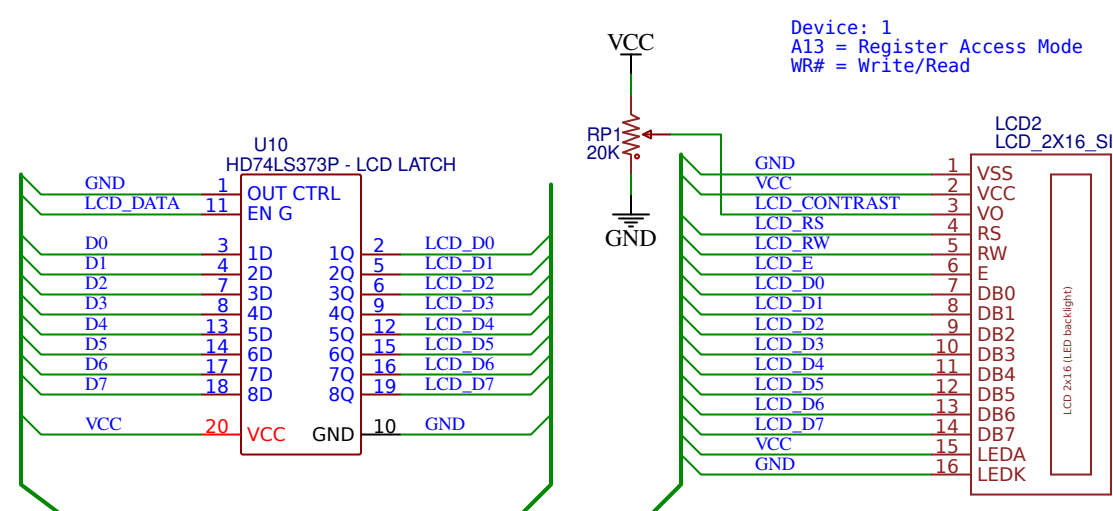 Device: 1
A13 = Register Access Mode
WR# = Write/Read
VCC
RP1
20K
GND
U10
HD74LS373P - LCD LATCH
GND 1 OUT CTRL
LCD_DATA 11 EN G
D0 3 1D 1Q 2 LCD_D0
D1 4 2D 2Q 5 LCD_D1
D2 7 3D 3Q 6 LCD_D2
D3 8 4D 4Q 9 LCD_D3
D4 13 5D 5Q 12 LCD_D4
D5 14 6D 6Q 15 LCD_D5
D6 17 7D 7Q 16 LCD_D6
D7 18 8D 8Q 19 LCD_D7
VCC 20 VCC GND 10 GND
LCD2
LCD_2X16_SI
GND 1 VSS
VCC 2 VCC
LCD_CONTRAST 3 VO
LCD_RS 4 RS
LCD_RW 5 RW
LCD_E 6 E
LCD_D0 7 DB0
LCD_D1 8 DB1
LCD_D2 9 DB2
LCD_D3 10 DB3
LCD_D4 11 DB4
LCD_D5 12 DB5
LCD_D6 13 DB6
LCD_D7 14 DB7
VCC 15 LEDA
GND 16 LEDK
LCD 2x16 (LED backlight)